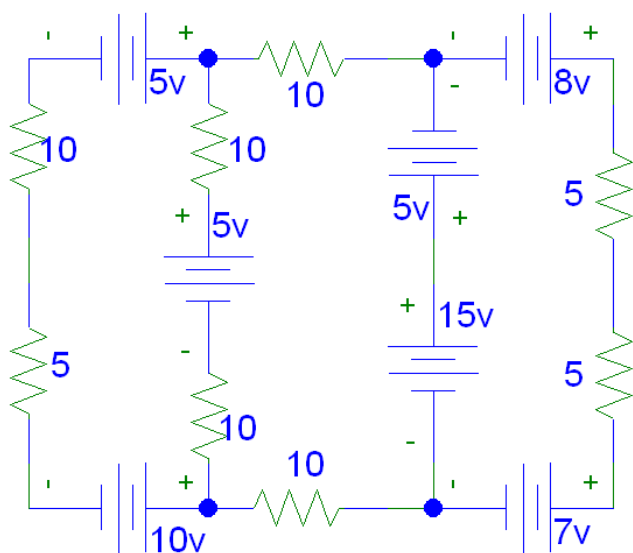 - + - +
5v 10 - 8v
10 10
+ 5v 5v + 5
+ 15v
5 - 5
10 10 -
- + - +
10v 7v